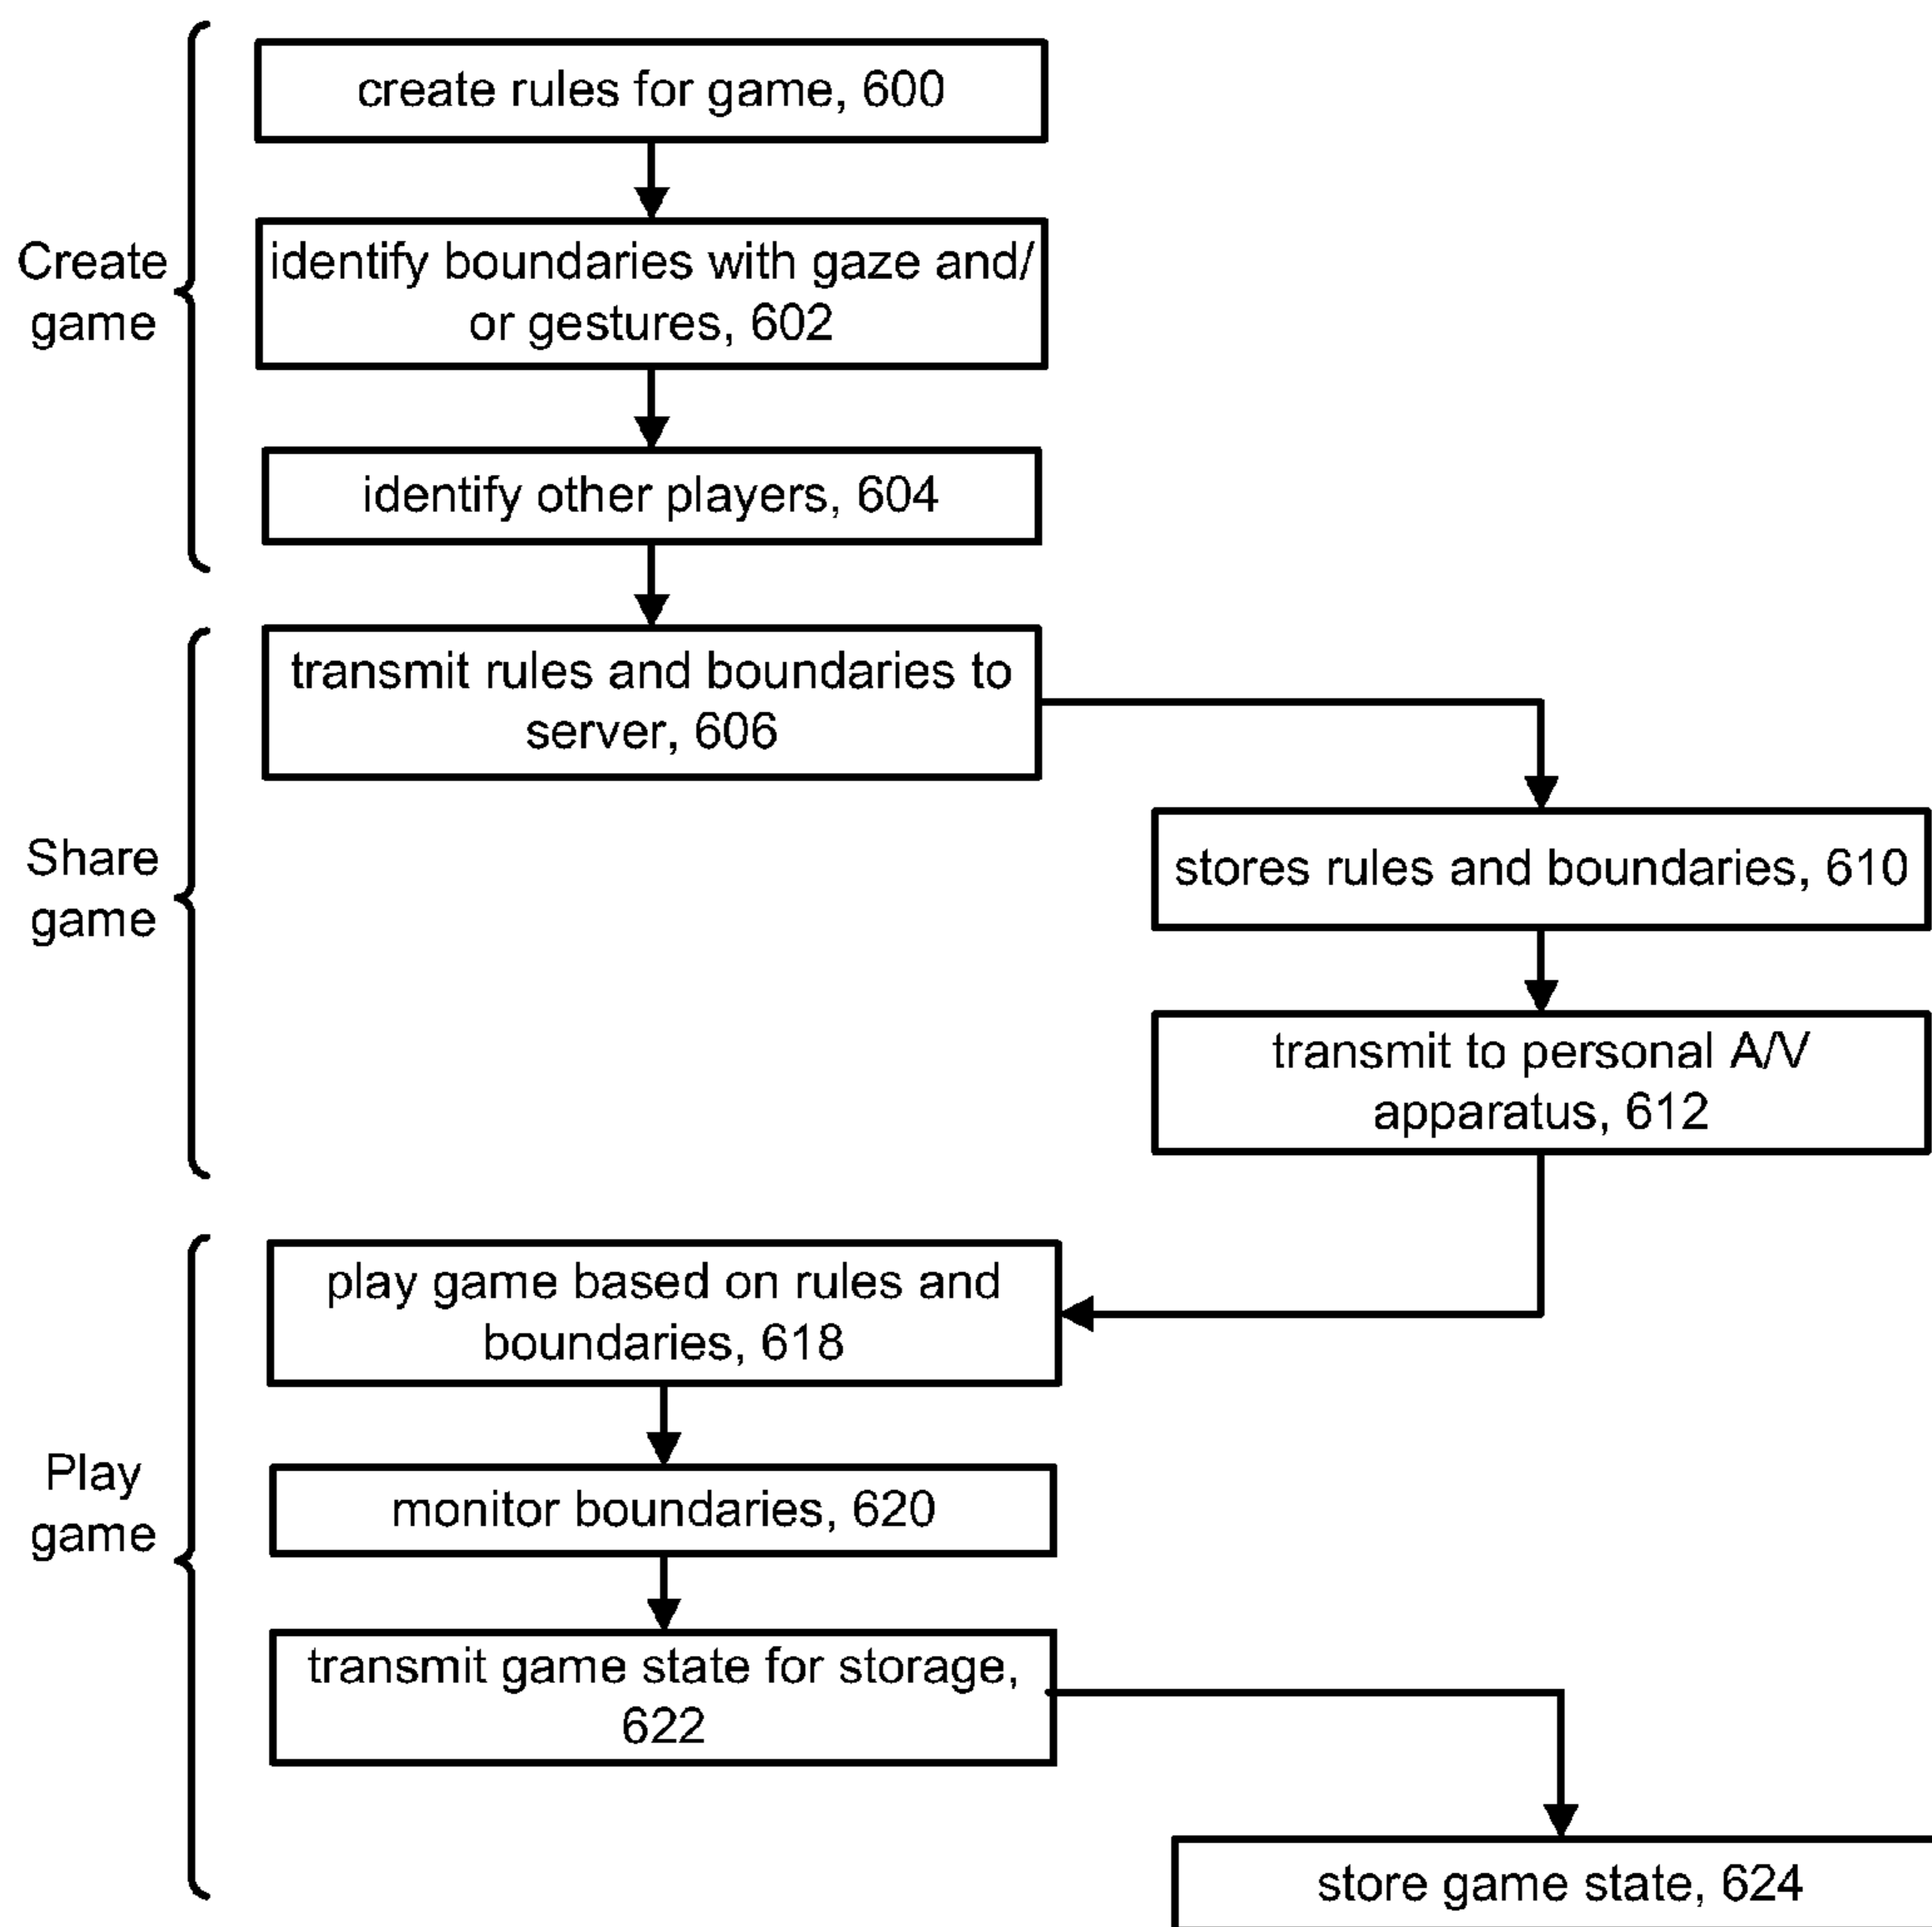 create rules for game, 600
Create
game
identify boundaries with gaze and/
or gestures, 602
identify other players, 604
Share
game
transmit rules and boundaries to
server, 606
stores rules and boundaries, 610
transmit to personal A/V
apparatus, 612
Play
game
play game based on rules and
boundaries, 618
monitor boundaries, 620
transmit game state for storage,
622
store game state, 624